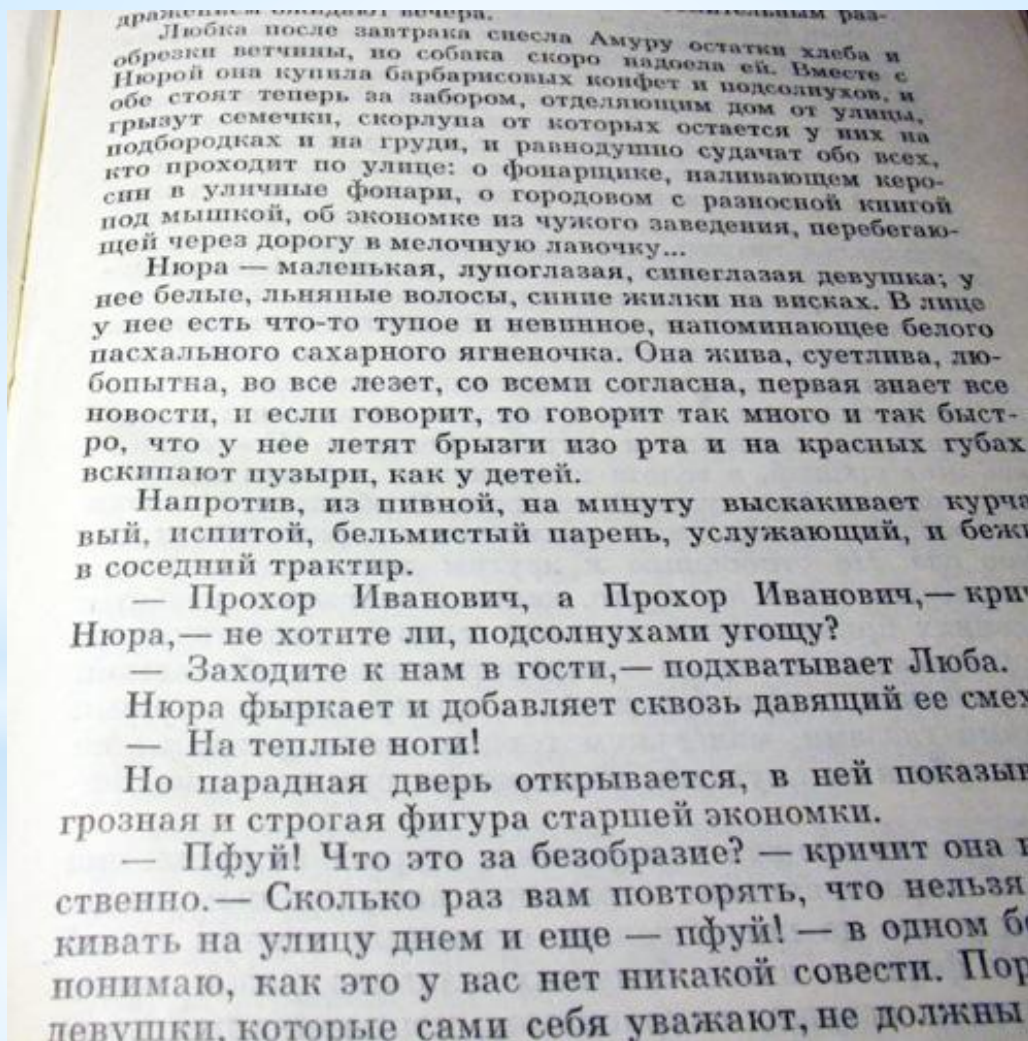 дражением ожидают вечера.
Любка после завтрака снесла Амуру остатки хлеба и
обрезки ветчины, но собака скоро надоела ей. Вместе с
Нюрой она купила барбарисовых конфет и подсолнухов, и
обе стоят теперь за забором, отделяющим дом от улицы,
грызут семечки, скорлупа от которых остается у них на
подбородках и на груди, и равнодушно судачат обо всех,
кто проходит по улице: о фонарщике, наливающем керо-
син в уличные фонари, о городовом с разносной книгой
под мышкой, об экономке из чужого заведения, перебегаю-
щей через дорогу в мелочную лавочку...
Нюра — маленькая, лупоглазая, синеглазая девушка; у
нее белые, льняные волосы, синие жилки на висках. В лице
у нее есть что-то тупое и невинное, напоминающее белого
пасхального сахарного ягненочка. Она жива, суетлива, лю-
бопытна, во все лезет, со всеми согласна, первая знает все
новости, и если говорит, то говорит так много и так быст-
ро, что у нее летят брызги изо рта и на красных губах
вскипают пузыри, как у детей.
Напротив, из пивной, на минуту выскакивает курча
вый, испитой, бельмистый парень, услужающий, и бежи
в соседний трактир.
— Прохор Иванович, а Прохор Иванович,— крич
Нюра,— не хотите ли, подсолнухами угощу?
— Заходите к нам в гости,— подхватывает Люба.
Нюра фыркает и добавляет сквозь давящий ее смех
— На теплые ноги!
Но парадная дверь открывается, в ней показыв
грозная и строгая фигура старшей экономки.
— Пфуй! Что это за безобразие? — кричит она
ственно.— Сколько раз вам повторять, что нельзя
кивать на улицу днем и еще — пфуй! — в одном бе
понимаю, как это у вас нет никакой совести. Пор
девушки, которые сами себя уважают, не должны